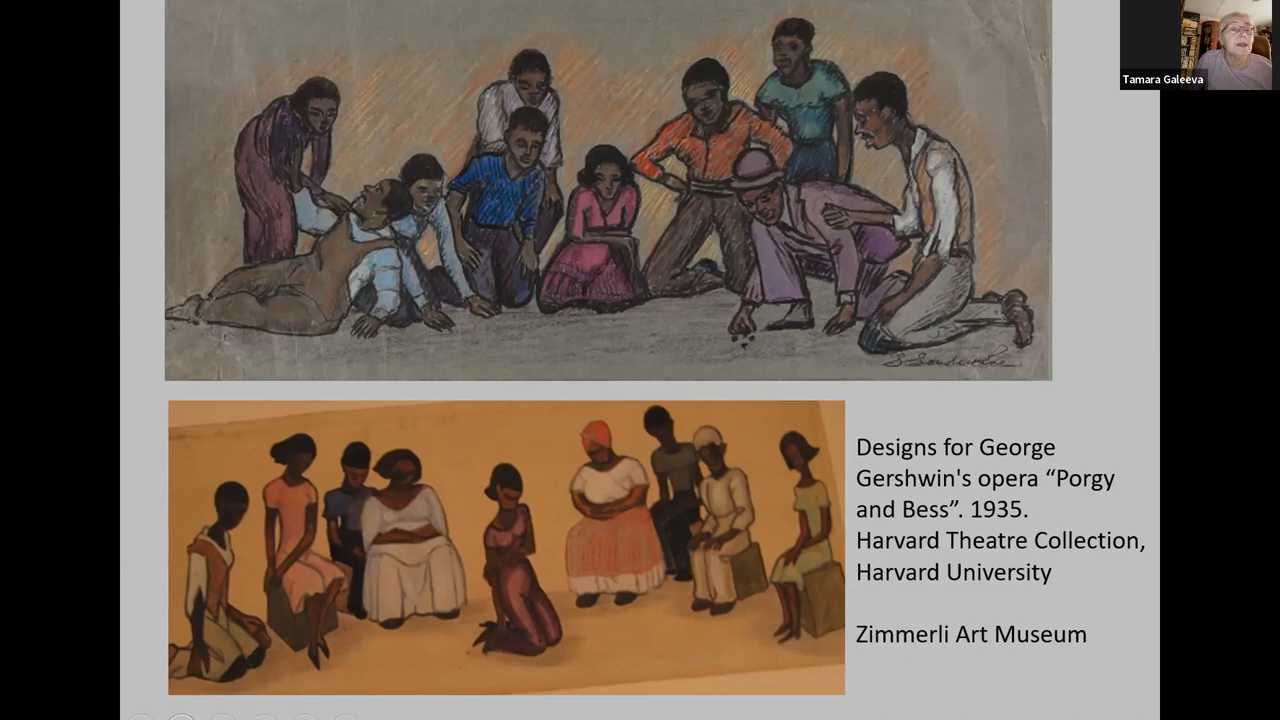 Tamara Galeeva
Designs for George
Gershwin's opera “Porgy
and Bess”. 1935.
Harvard Theatre Collection,
Harvard University
Zimmerli Art Museum